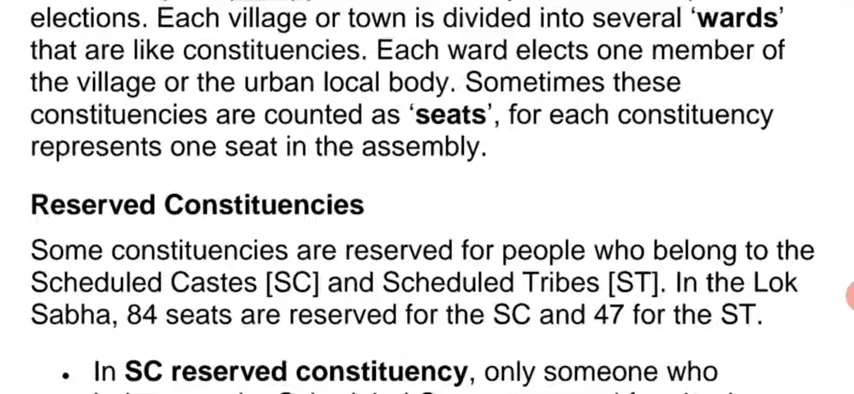 elections. Each village or town is divided into several ‘wards’
that are like constituencies. Each ward elects one member of
the village or the urban local body. Sometimes these
constituencies are counted as ‘seats’, for each constituency
represents one seat in the assembly.
Reserved Constituencies
Some constituencies are reserved for people who belong to the
Scheduled Castes [SC] and Scheduled Tribes [ST]. In the Lok
Sabha, 84 seats are reserved for the SC and 47 for the ST.
• In SC reserved constituency, only someone who